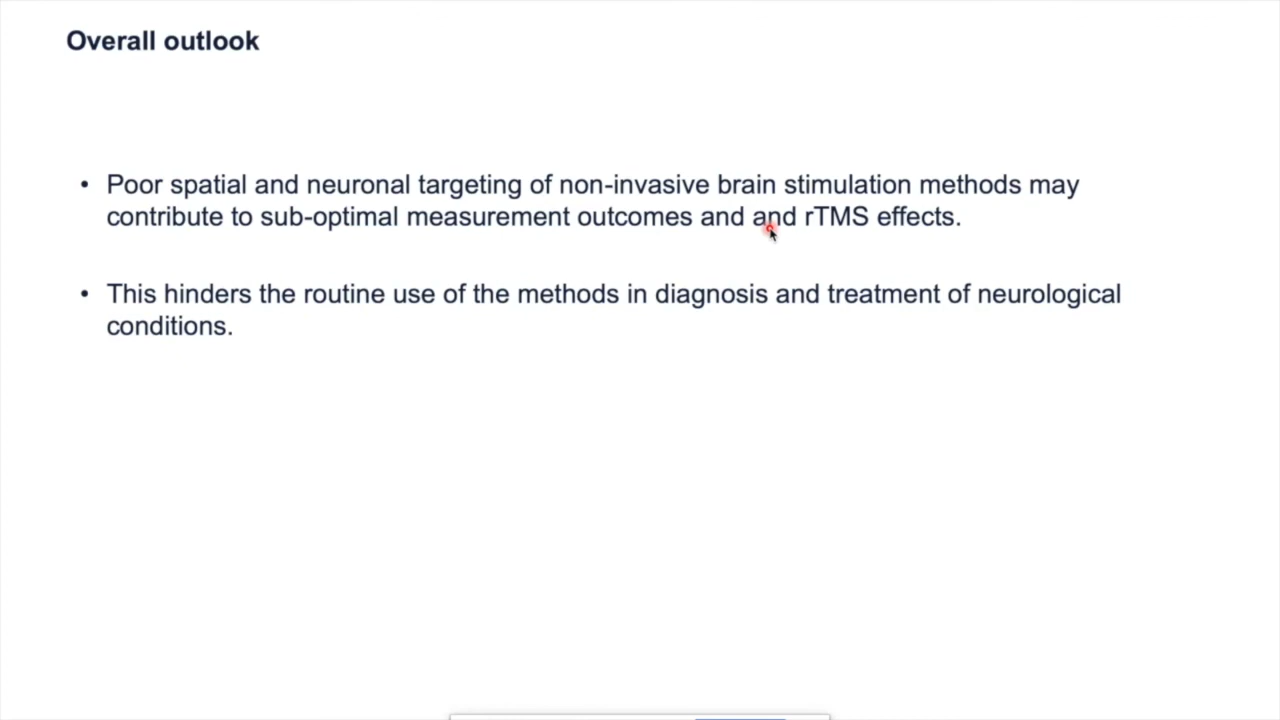 Overall outlook
• Poor spatial and neuronal targeting of non-invasive brain stimulation methods may
contribute to sub-optimal measurement outcomes and and rTMS effects.
• This hinders the routine use of the methods in diagnosis and treatment of neurological
conditions.